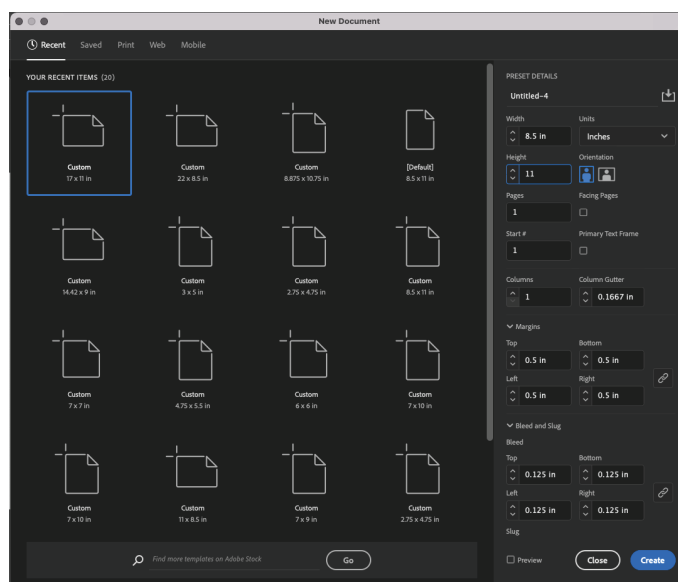 New Document
Recent Saved Print Web Mobile
YOUR RECENT ITEMS (20)
Custom
17 x 11 in
Custom
22 x 8.5 in
Custom
8.875 x 10.75 in
[Default]
8.5 x 11 in
Custom
14.42 x 9 in
Custom
3 x 5 in
Custom
2.75 x 4.75 in
Custom
8.5 x 11 in
Custom
7 x 7 in
Custom
4.75 x 5.5 in
Custom
6 x 6 in
Custom
7 x 10 in
Custom
7 x 10 in
Custom
11 x 8.5 in
Custom
7 x 9 in
Custom
2.75 x 4.75 in
Find more templates on Adobe Stock
Go
PRESET DETAILS
Untitled-4
Width Units
8.5 in Inches
Height Orientation
11
Pages Facing Pages
1
Start # Primary Text Frame
1
Columns Column Gutter
1 0.1667 in
Margins
Top Bottom
0.5 in 0.5 in
Left Right
0.5 in 0.5 in
Bleed and Slug
Bleed
Top Bottom
0.125 in 0.125 in
Left Right
0.125 in 0.125 in
Slug
Preview Close Create